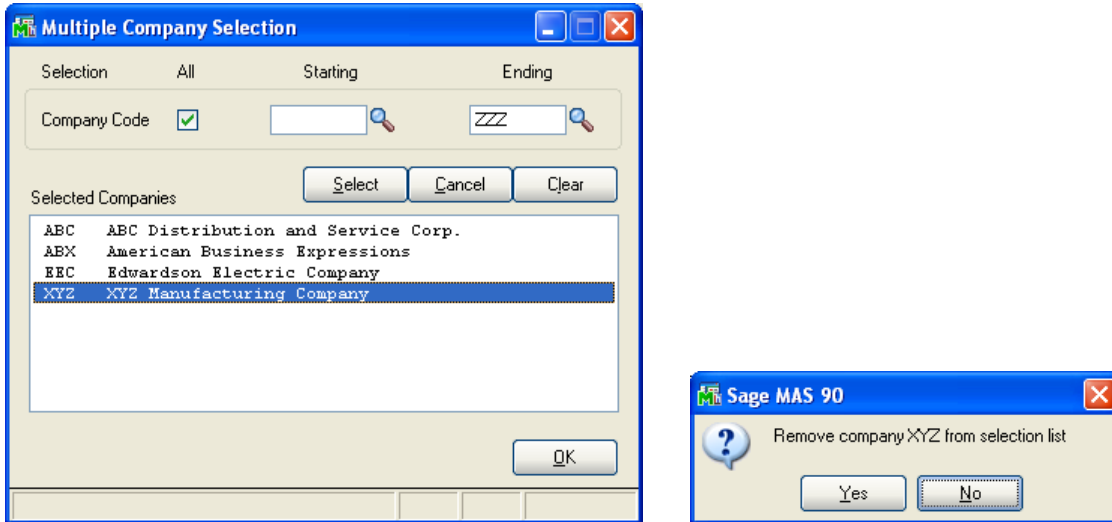 Multiple Company Selection
Selection All Starting Ending
Company Code ZZZ
Select Cancel Clear
Selected Companies
ABC ABC Distribution and Service Corp.
ABX American Business Expressions
EEC Edwardson Electric Company
XYZ XYZ Manufacturing Company
OK
Sage MAS 90
Remove company XYZ from selection list
Yes No